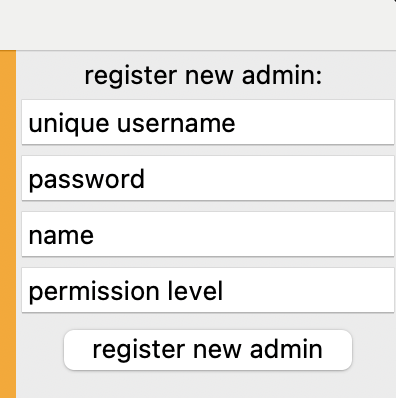 register new admin:
unique username
password
name
permission level
register new admin